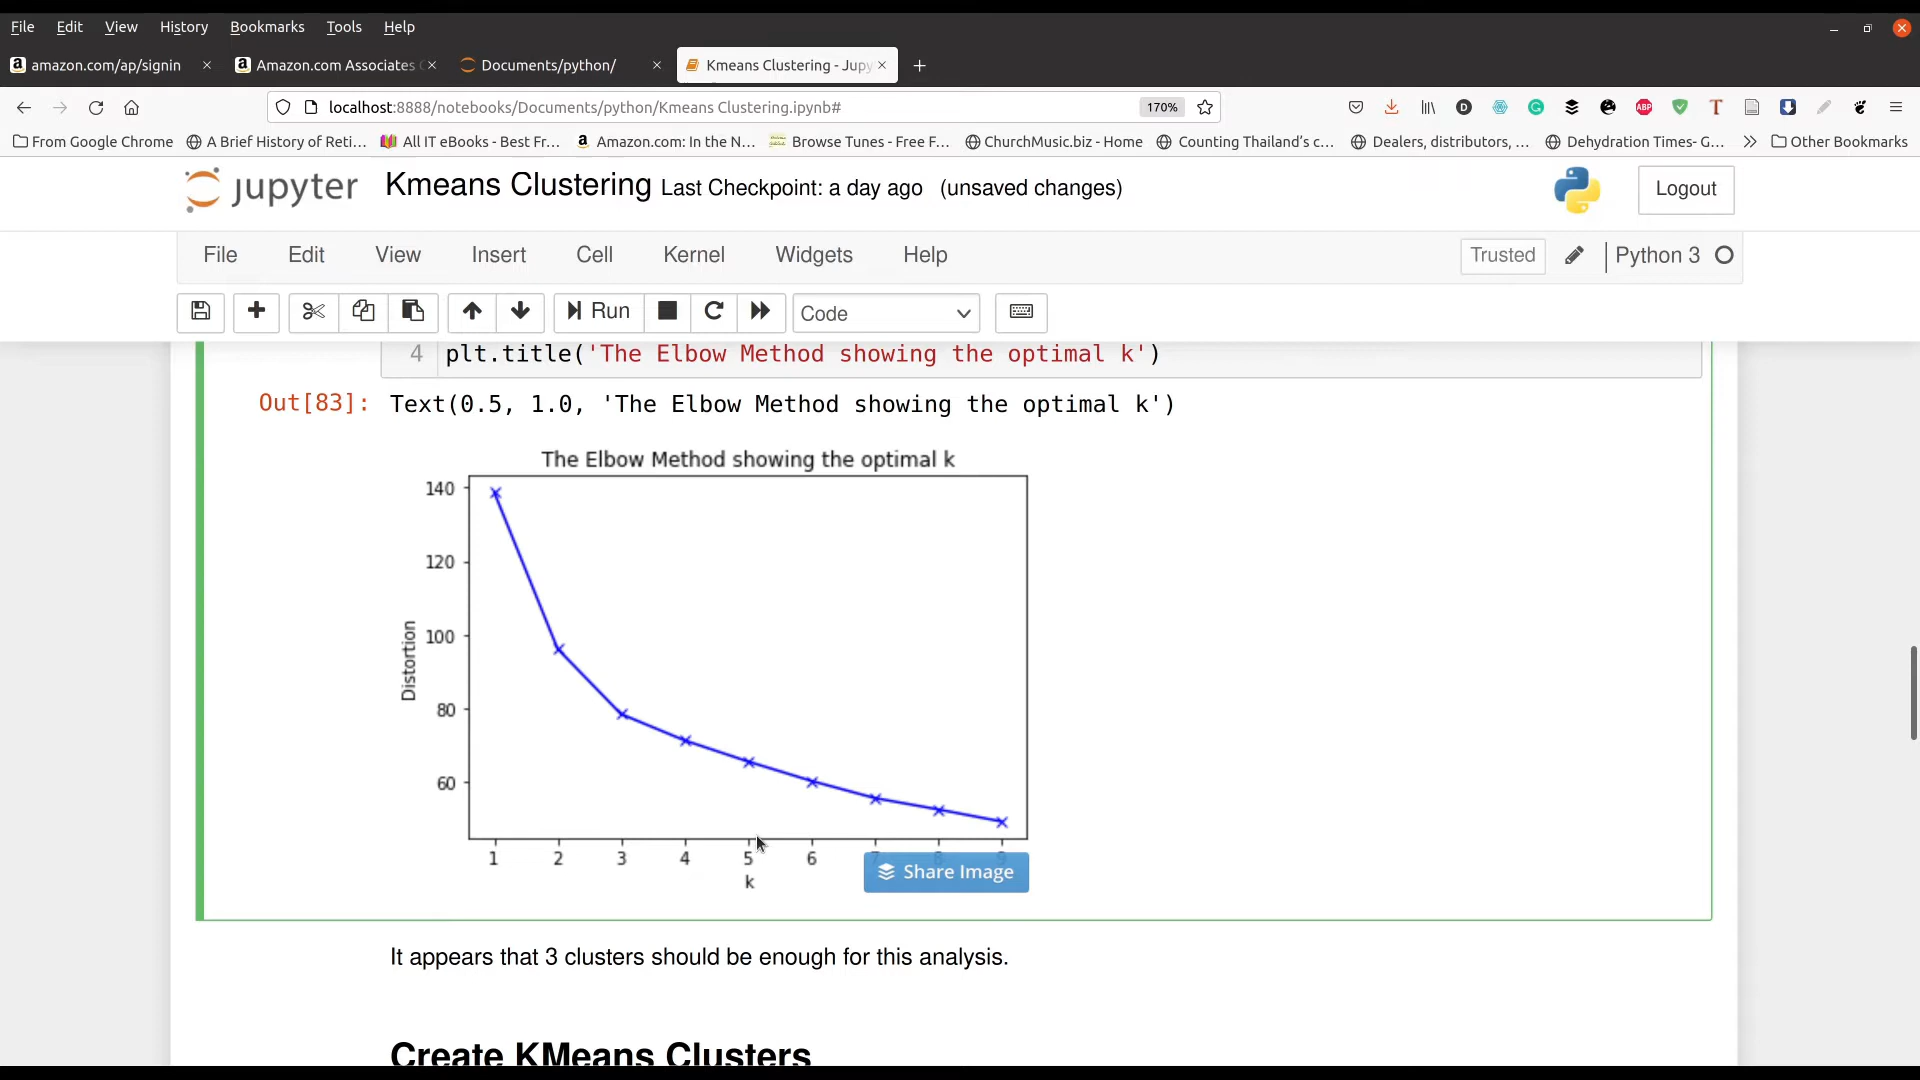 File Edit View History Bookmarks Tools Help
amazon.com/ap/signin Amazon.com Associates Documents/python/ Kmeans Clustering - Jupy
localhost:8888/notebooks/Documents/python/Kmeans Clustering.ipynb# 170%
From Google Chrome A Brief History of Reti... All IT eBooks - Best Fr... Amazon.com: In the N... Browse Tunes - Free F... ChurchMusic.biz - Home Counting Thailand's c... Dealers, distributors, ... Dehydration Times- G... Other Bookmarks
jupyter Kmeans Clustering Last Checkpoint: a day ago (unsaved changes) Logout
File Edit View Insert Cell Kernel Widgets Help Trusted Python 3
Run Code
4 plt.title('The Elbow Method showing the optimal k')
Out[83]: Text(0.5, 1.0, 'The Elbow Method showing the optimal k')
The Elbow Method showing the optimal k
140
120
100
80
60
Distortion
1 2 3 4 5 6 7 8 9
k
Share Image
It appears that 3 clusters should be enough for this analysis.
Create KMeans Clusters